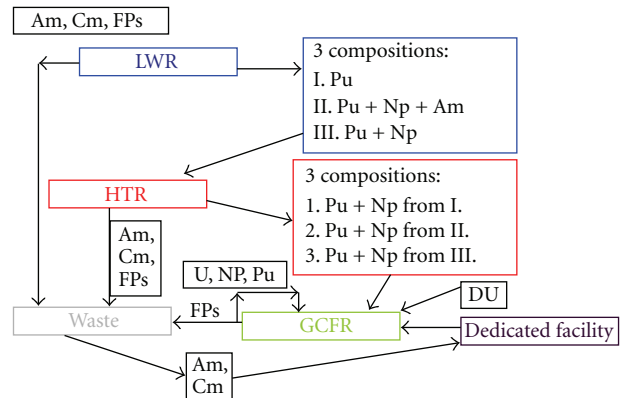 Am, Cm, FPs
LWR
3 compositions:
I. Pu
II. Pu + Np + Am
III. Pu + Np
HTR
3 compositions:
1. Pu + Np from I.
2. Pu + Np from II.
3. Pu + Np from III.
Am,
Cm,
FPs
U, NP, Pu
DU
Waste
FPs
GCFR
Dedicated facility
Am,
Cm